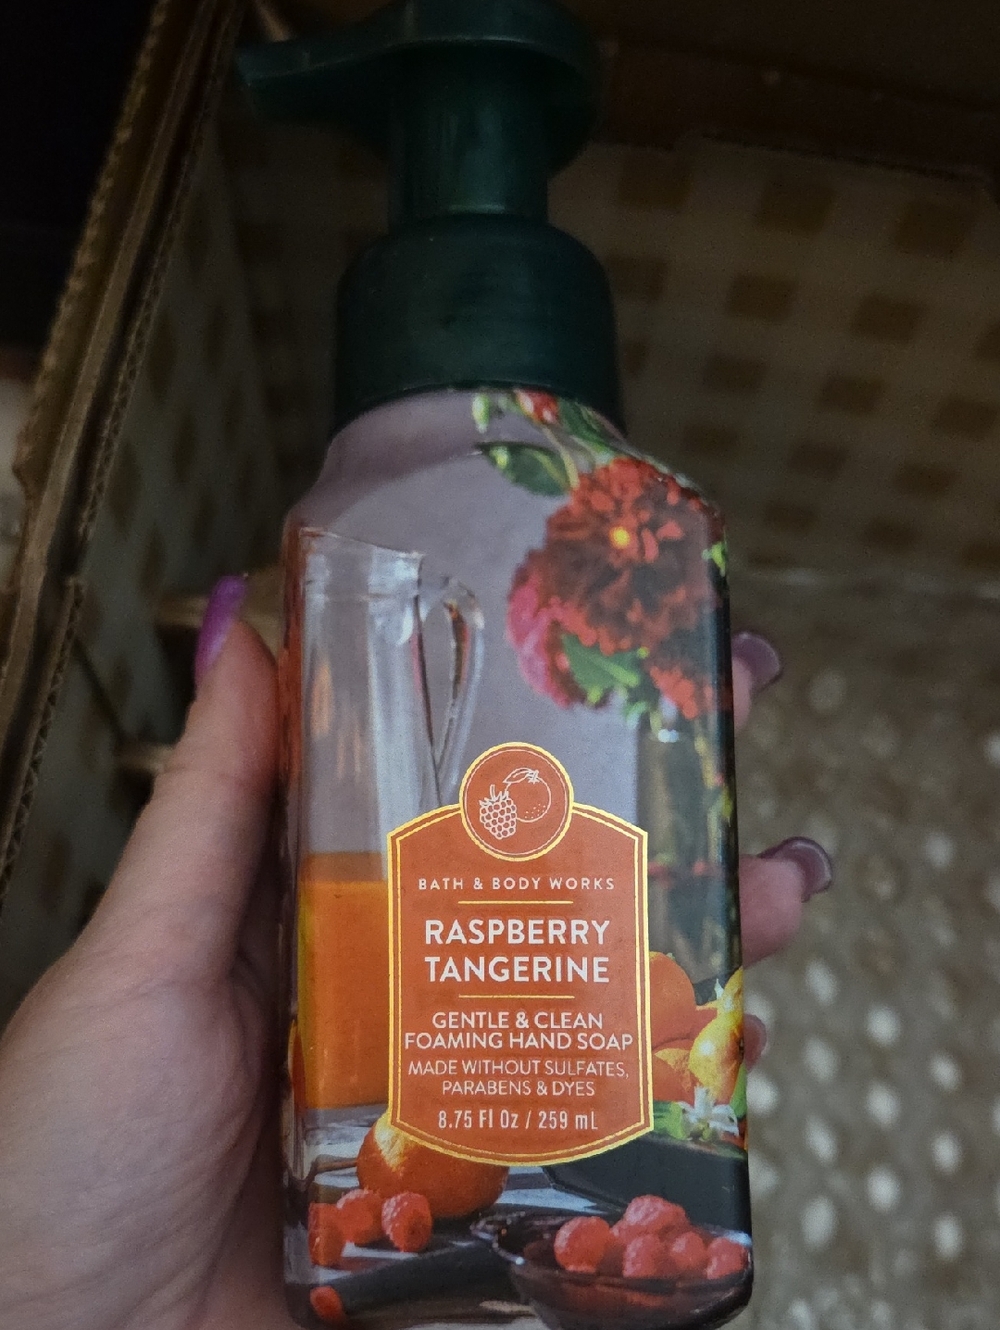 BATH & BODY WORKS
RASPBERRY
TANGERINE
GENTLE & CLEAN
FOAMING HAND SOAP
MADE WITHOUT SULFATES,
PARABENS & DYES
8.75 Fl Oz / 259 mL